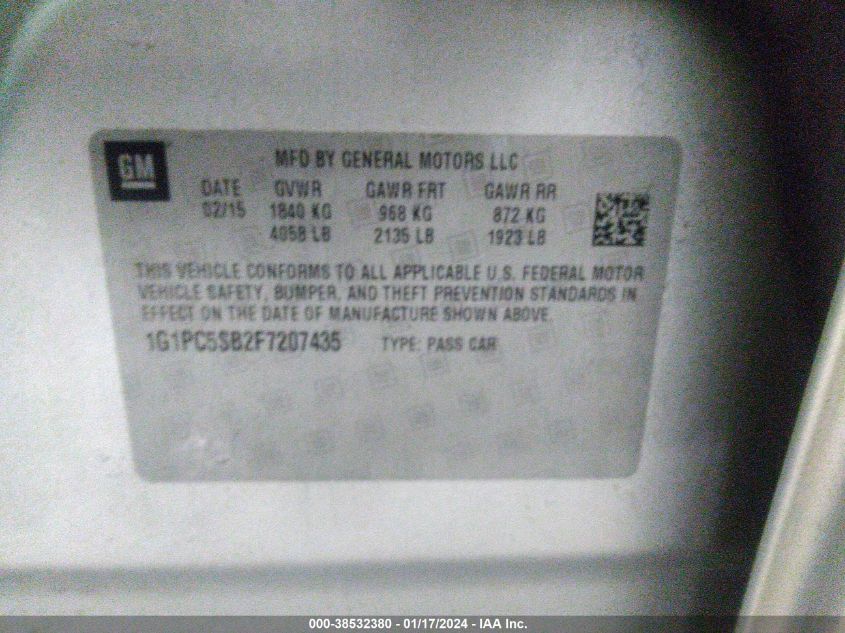 GM
MFD BY GENERAL MOTORS LLC
DATE GVWR GAWR FRT GAWR RR
02/15 1840 KG 968 KG 872 KG
4058 LB 2135 LB 1923 LB
THIS VEHICLE CONFORMS TO ALL APPLICABLE U.S. FEDERAL MOTOR
VEHICLE SAFETY, BUMPER, AND THEFT PREVENTION STANDARDS IN
EFFECT ON THE DATE OF MANUFACTURE SHOWN ABOVE.
1G1PC5SB2F7207435 TYPE: PASS CAR
000-38532380 - 01/17/2024 - IAA Inc.